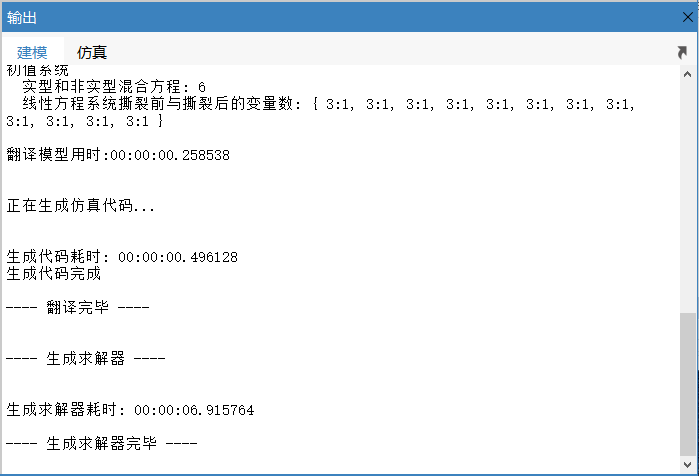 输出
建模 仿真
初值系统
实型和非实型混合方程: 6
线性方程系统撕裂前与撕裂后的变量数: { 3:1, 3:1, 3:1, 3:1, 3:1, 3:1, 3:1, 3:1,
3:1, 3:1, 3:1, 3:1 }
翻译模型用时:00:00:00.258538
正在生成仿真代码...
生成代码耗时: 00:00:00.496128
生成代码完成
---- 翻译完毕 ----
---- 生成求解器 ----
生成求解器耗时: 00:00:06.915764
---- 生成求解器完毕 ----